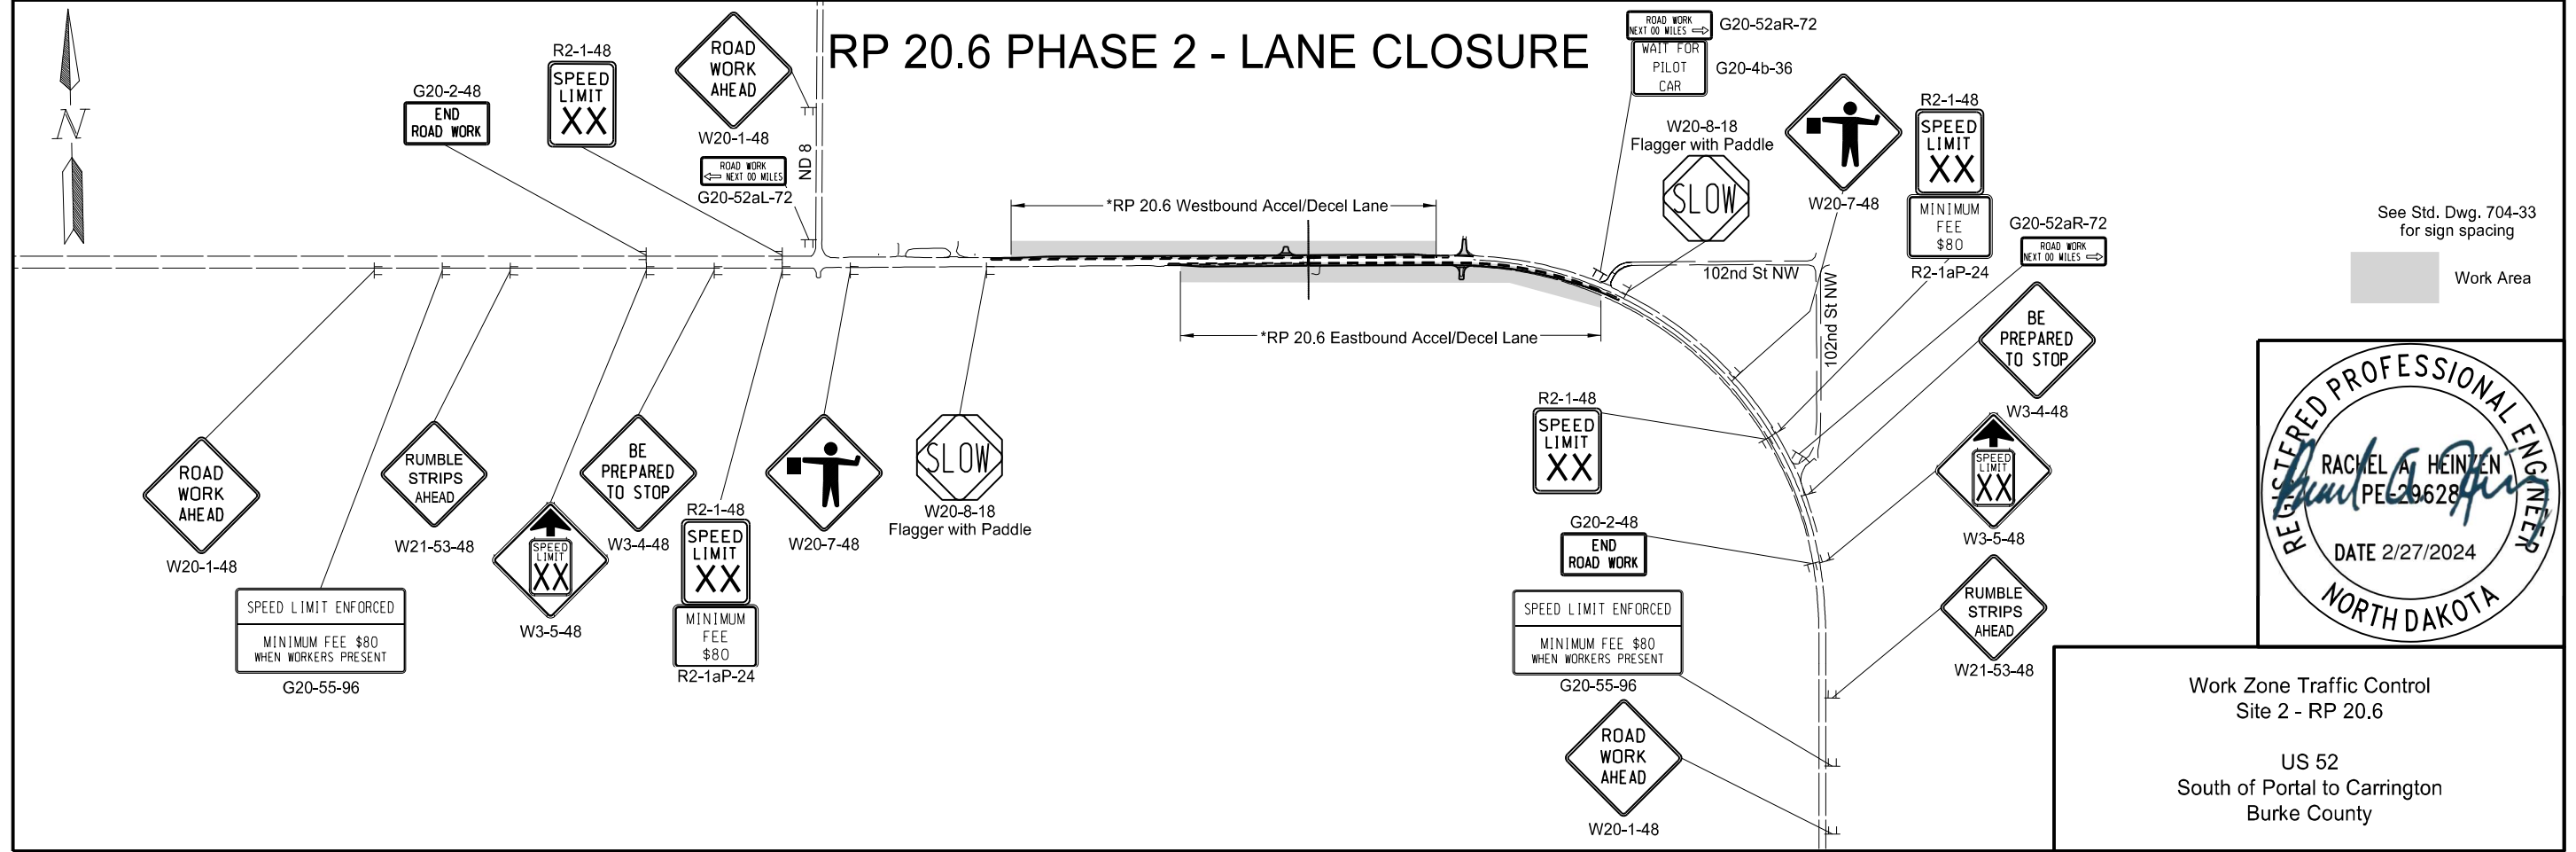 RP 20.6 PHASE 2 - LANE CLOSURE
N
G20-2-48
END
ROAD WORK
R2-1-48
SPEED
LIMIT
XX
ROAD
WORK
AHEAD
W20-1-48
ROAD WORK
NEXT 00 MILES
G20-52aL-72
ND 8
*RP 20.6 Westbound Accel/Decel Lane
*RP 20.6 Eastbound Accel/Decel Lane
ROAD WORK
NEXT 00 MILES
G20-52aR-72
WAIT FOR
PILOT
CAR
G20-4b-36
W20-8-18
Flagger with Paddle
SLOW
W20-7-48
R2-1-48
SPEED
LIMIT
XX
MINIMUM
FEE
$80
R2-1aP-24
G20-52aR-72
ROAD WORK
NEXT 00 MILES
102nd St NW
102nd St NW
BE
PREPARED
TO STOP
W3-4-48
SPEED
LIMIT
XX
W3-5-48
RUMBLE
STRIPS
AHEAD
W21-53-48
R2-1-48
SPEED
LIMIT
XX
G20-2-48
END
ROAD WORK
SPEED LIMIT ENFORCED
MINIMUM FEE $80
WHEN WORKERS PRESENT
G20-55-96
ROAD
WORK
AHEAD
W20-1-48
ROAD
WORK
AHEAD
W20-1-48
SPEED LIMIT ENFORCED
MINIMUM FEE $80
WHEN WORKERS PRESENT
G20-55-96
RUMBLE
STRIPS
AHEAD
W21-53-48
SPEED
LIMIT
XX
W3-5-48
BE
PREPARED
TO STOP
W3-4-48
R2-1-48
SPEED
LIMIT
XX
MINIMUM
FEE
$80
R2-1aP-24
W20-7-48
SLOW
W20-8-18
Flagger with Paddle
See Std. Dwg. 704-33
for sign spacing
Work Area
REGISTERED PROFESSIONAL ENGINEER
RACHEL A. HEINZEN
PE-29628
DATE 2/27/2024
NORTH DAKOTA
Work Zone Traffic Control
Site 2 - RP 20.6
US 52
South of Portal to Carrington
Burke County